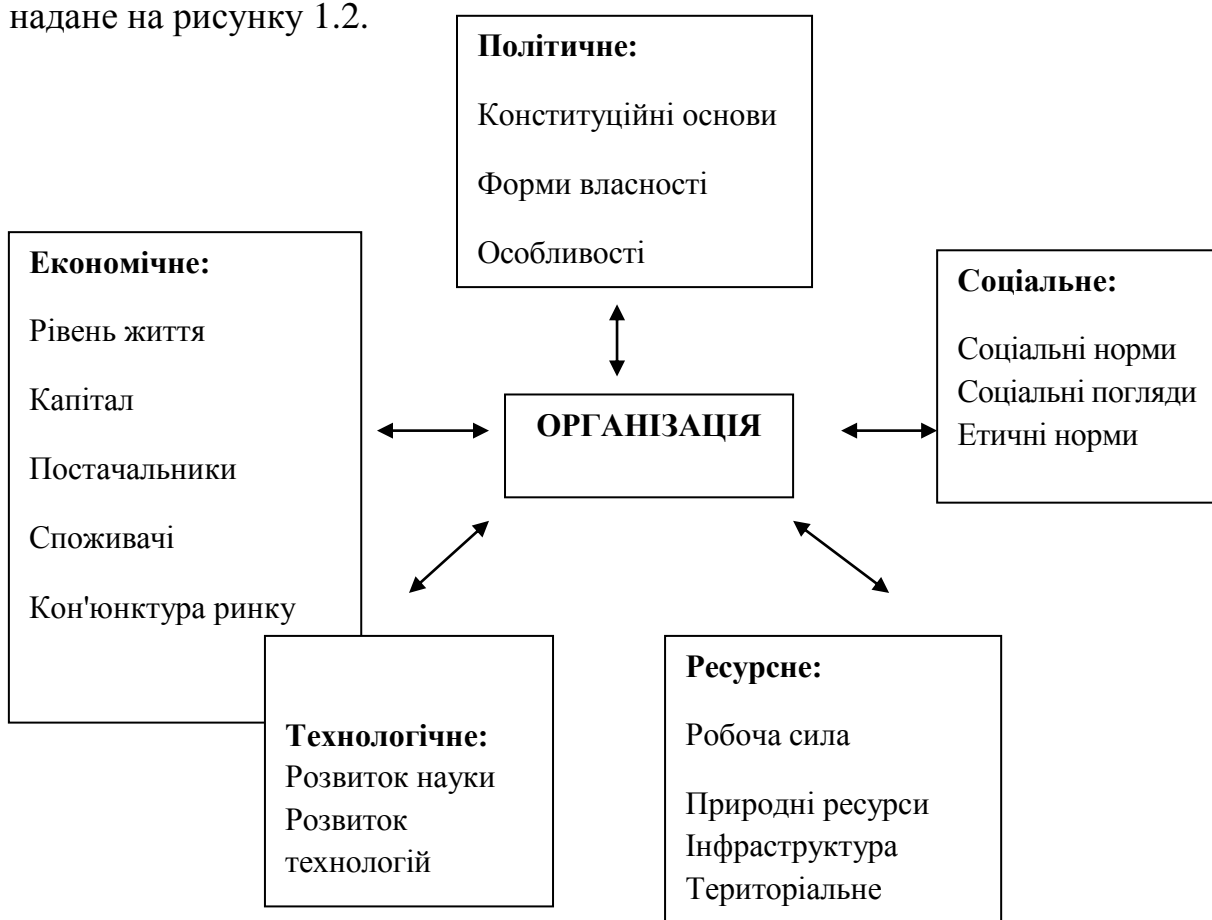 надане на рисунку 1.2.
Політичне:
Конституційні основи
Форми власності
Особливості
Економічне:
Рівень життя
Капітал
Постачальники
Споживачі
Кон'юнктура ринку
ОРГАНІЗАЦІЯ
Соціальне:
Соціальні норми
Соціальні погляди
Етичні норми
Технологічне:
Розвиток науки
Розвиток
технологій
Ресурсне:
Робоча сила
Природні ресурси
Інфраструктура
Територіальне